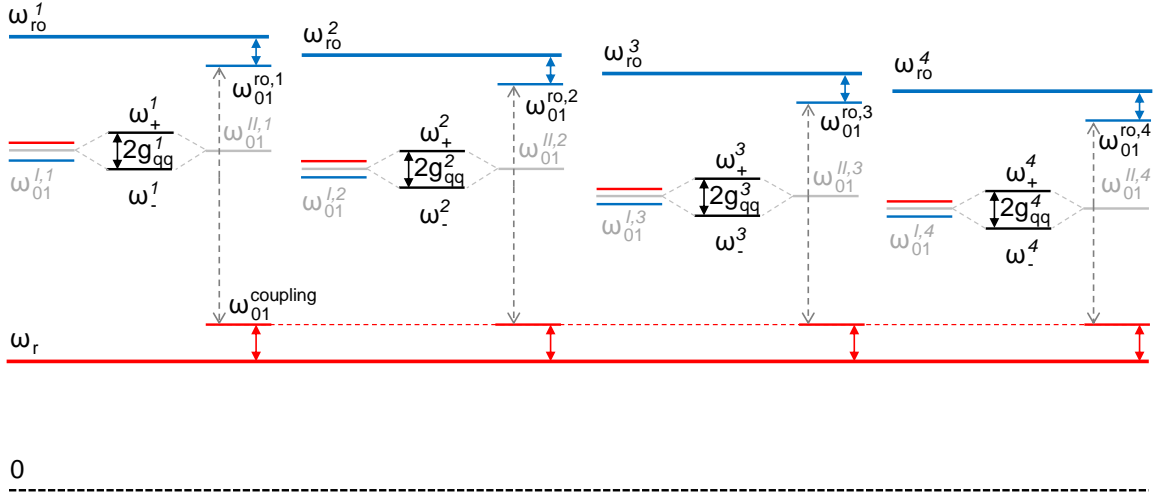 ω_ro^1
ω_01^ro,1
ω_+^1
2g_qq^1
ω_-^1
ω_01^I,1
ω_01^II,1
ω_ro^2
ω_01^ro,2
ω_+^2
2g_qq^2
ω_-^2
ω_01^I,2
ω_01^II,2
ω_ro^3
ω_01^ro,3
ω_+^3
2g_qq^3
ω_-^3
ω_01^I,3
ω_01^II,3
ω_ro^4
ω_01^ro,4
ω_+^4
2g_qq^4
ω_-^4
ω_01^I,4
ω_01^II,4
ω_01^coupling
ω_r
0